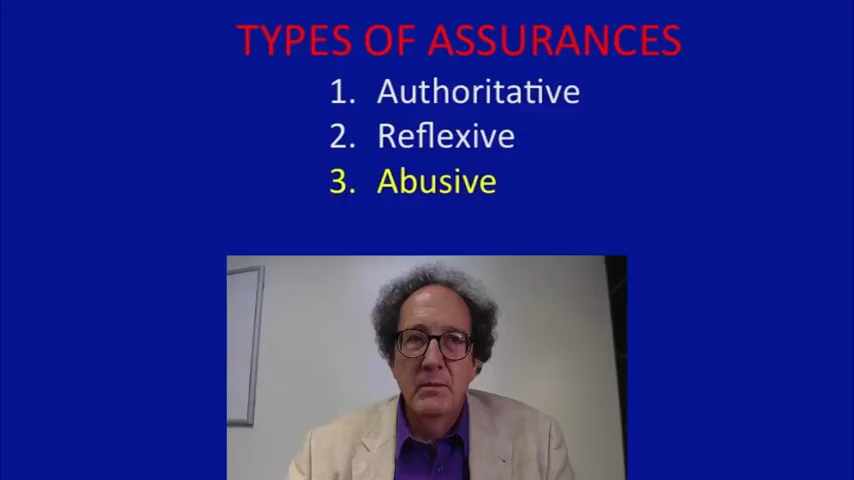 TYPES OF ASSURANCES
1. Authoritative
2. Reflexive
3. Abusive